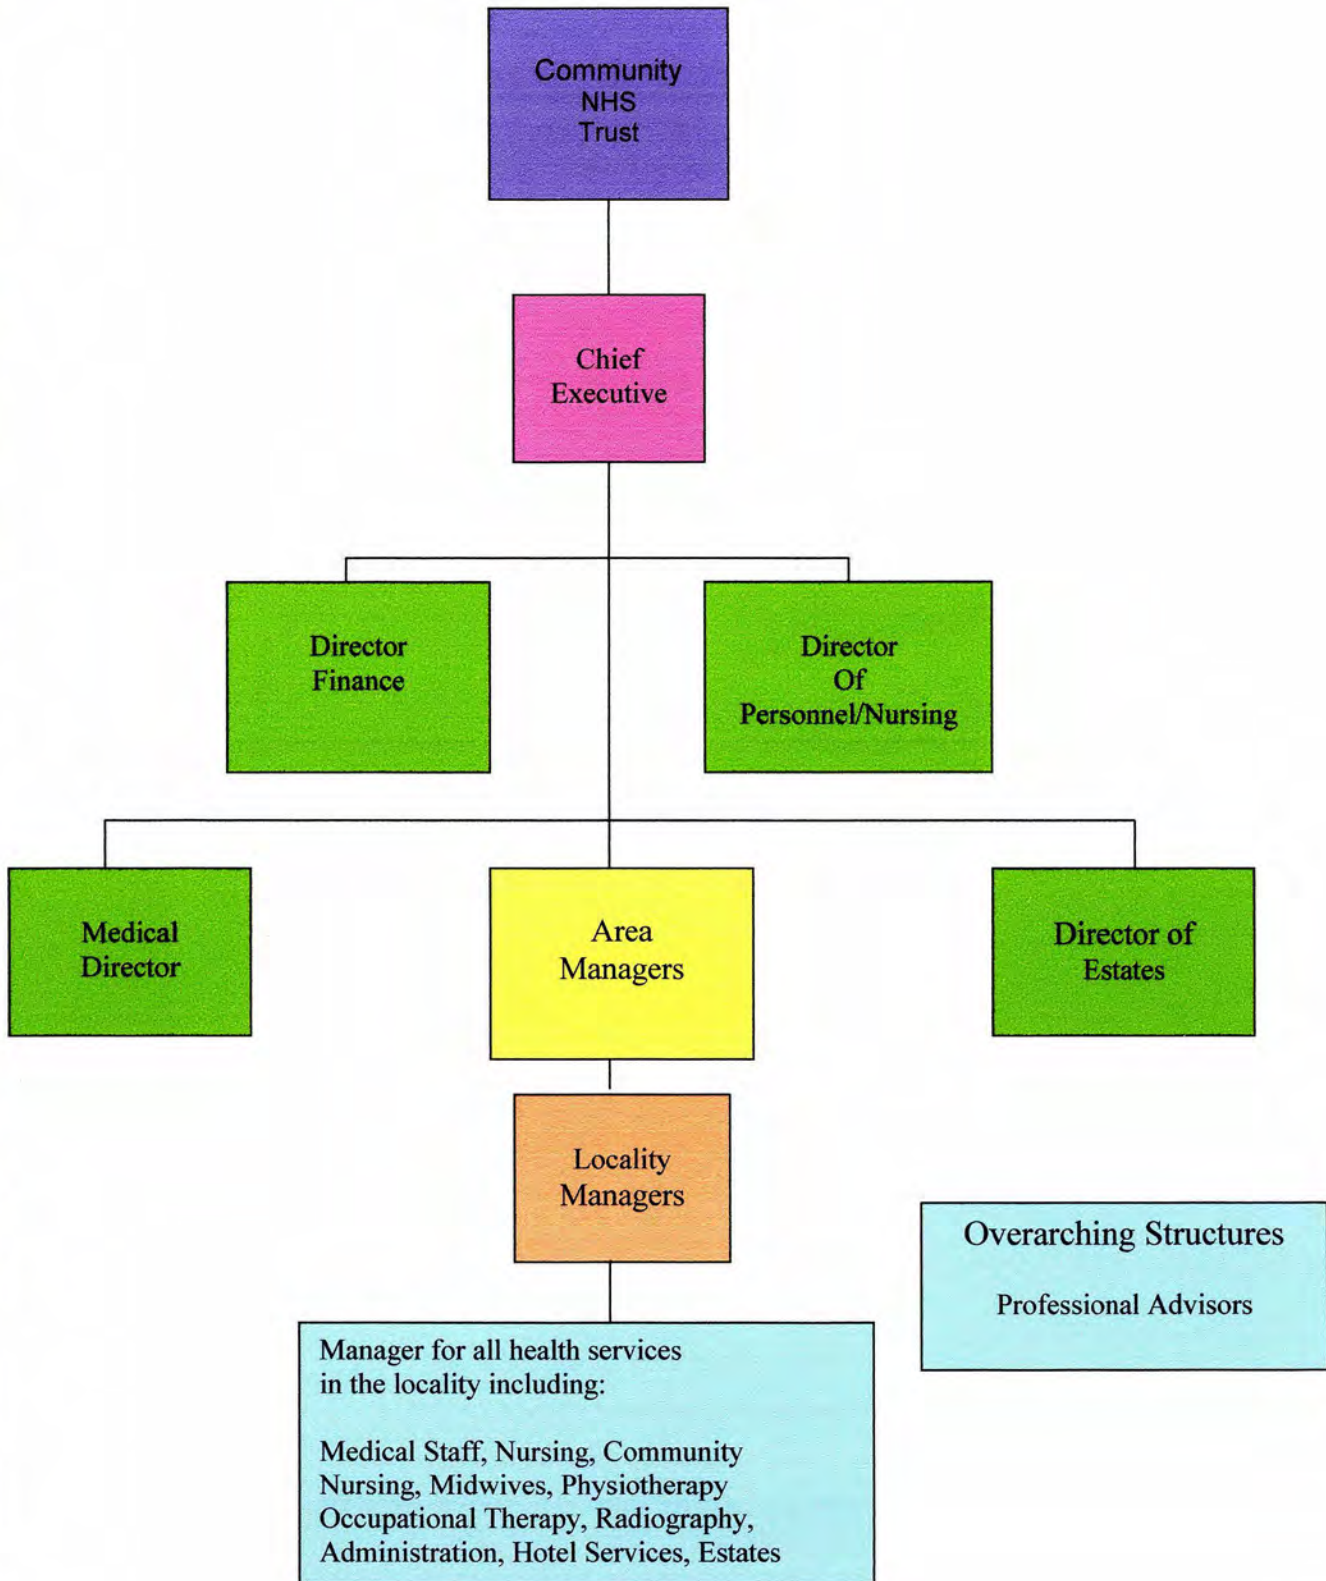 Community
NHS
Trust
Chief
Executive
Director
Finance
Director
Of
Personnel/Nursing
Medical
Director
Area
Managers
Director of
Estates
Locality
Managers
Overarching Structures
Professional Advisors
Manager for all health services
in the locality including:
Medical Staff, Nursing, Community
Nursing, Midwives, Physiotherapy
Occupational Therapy, Radiography,
Administration, Hotel Services, Estates